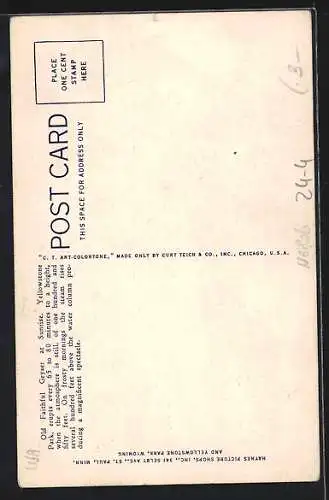 Old Faithful Geyser at Sunrise, Yellowstone
Park, erupts every 65 to 80 minutes to a height,
when the atmosphere is still, of one hundred and
fifty feet. On frosty mornings the steam rises
several hundred feet above the water column pro-
ducing a magnificent spectacle.
"C. T. ART-COLORTONE," MADE ONLY BY CURT TEICH & CO., INC., CHICAGO, U.S.A.
POST CARD
THIS SPACE FOR ADDRESS ONLY
PLACE
ONE CENT
STAMP
HERE
HAYNES PICTURE SHOPS, INC., 341 SELBY AVE., ST. PAUL, MINN.
AND YELLOWSTONE PARK, WYOMING
24-4